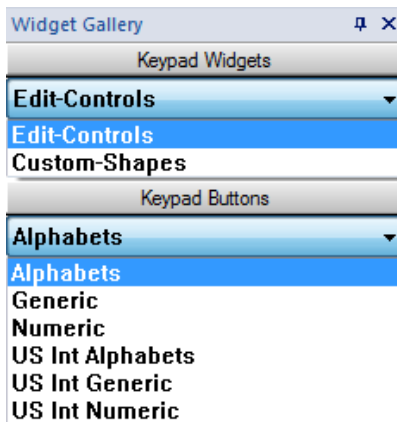 Widget Gallery
Keypad Widgets
Edit-Controls
Edit-Controls
Custom-Shapes
Keypad Buttons
Alphabets
Alphabets
Generic
Numeric
US Int Alphabets
US Int Generic
US Int Numeric